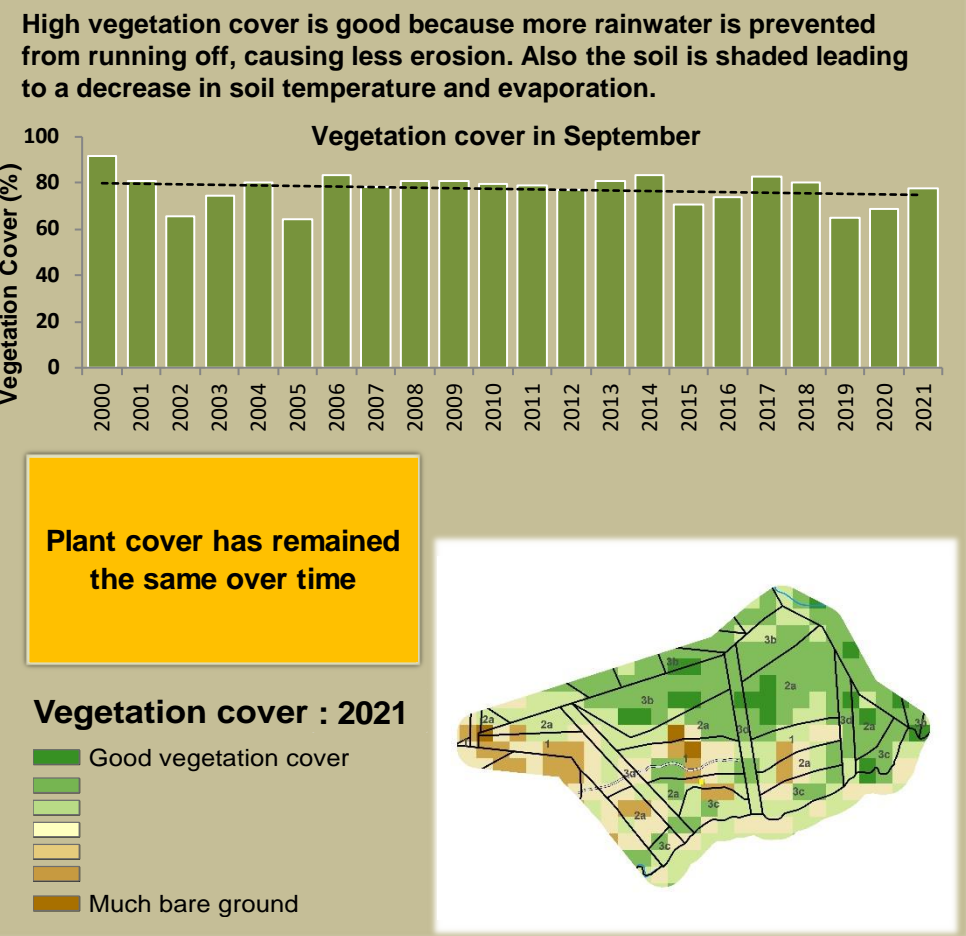 High vegetation cover is good because more rainwater is prevented
from running off, causing less erosion. Also the soil is shaded leading
to a decrease in soil temperature and evaporation.
Vegetation cover in September
Vegetation Cover (%)
100
80
60
40
20
0
2000 2001 2002 2003 2004 2005 2006 2007 2008 2009 2010 2011 2012 2013 2014 2015 2016 2017 2018 2019 2020 2021
Plant cover has remained
the same over time
Vegetation cover : 2021
Good vegetation cover
Much bare ground
3b
3b
2a
3b
2a
2a
2a
3d
2a
3d
1
1
3c
1
2a
3d
2a
3c
3c
2a
3c